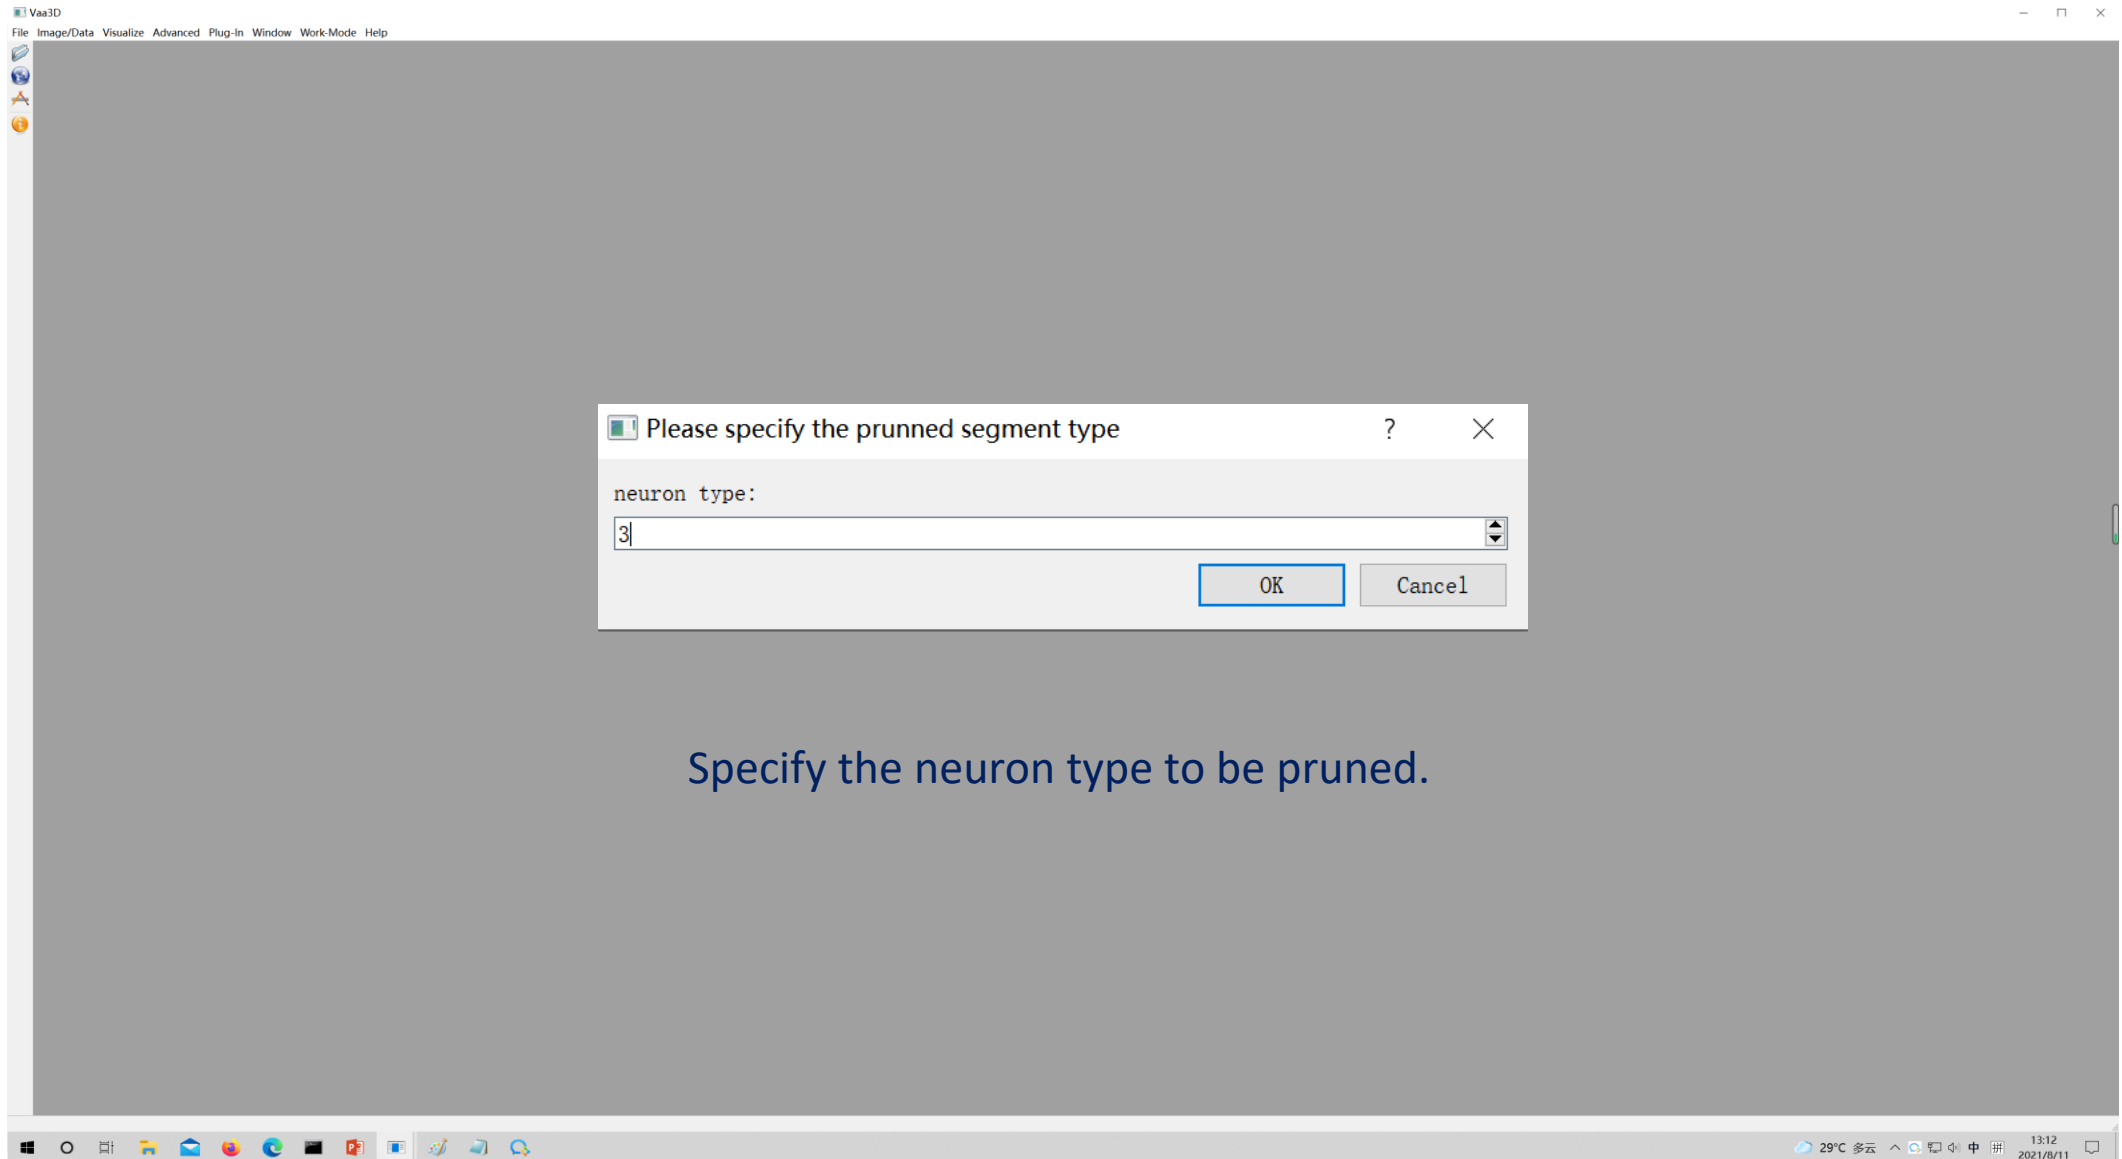 Vaa3D
File Image/Data Visualize Advanced Plug-In Window Work-Mode Help
Please specify the prunned segment type
neuron type:
3
OK Cancel
Specify the neuron type to be pruned.
29°C 多云 中 拼 13:12
2021/8/11